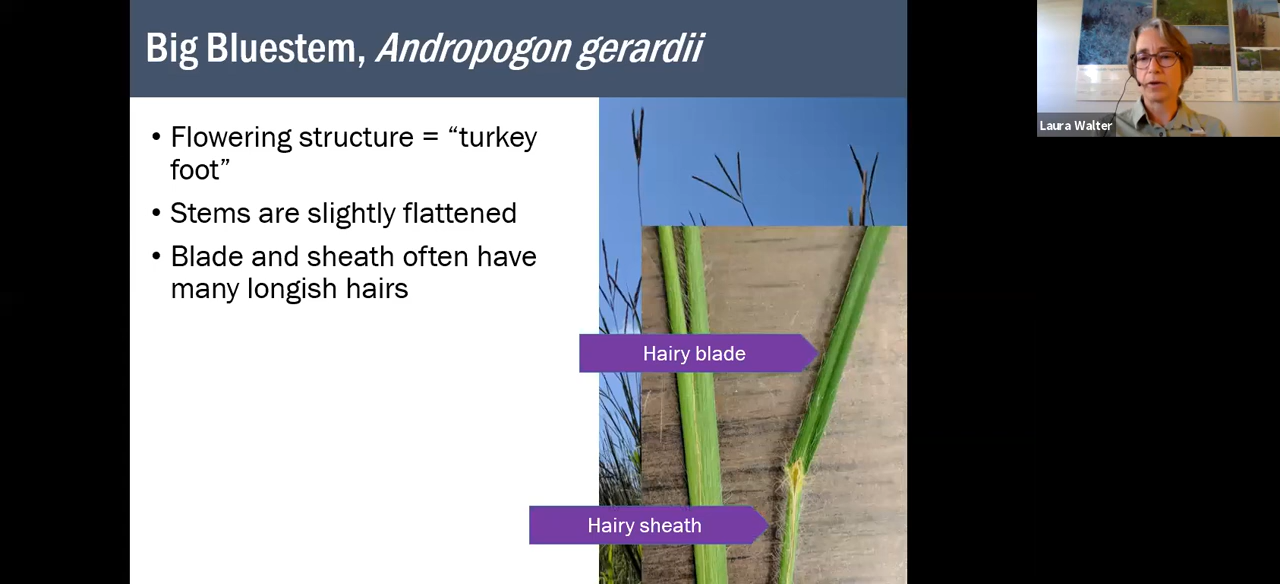 Big Bluestem, Andropogon gerardii
• Flowering structure = “turkey
foot”
• Stems are slightly flattened
• Blade and sheath often have
many longish hairs
Hairy blade
Hairy sheath
Laura Walter